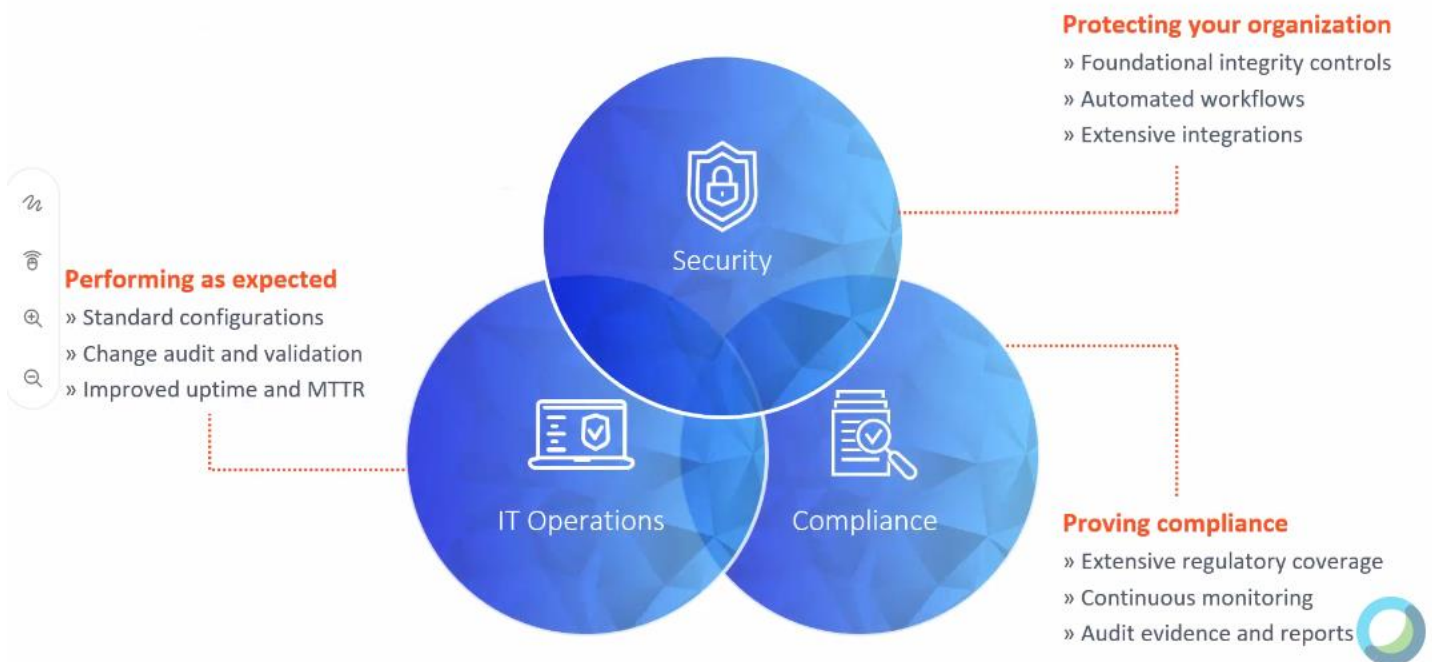 Protecting your organization
» Foundational integrity controls
» Automated workflows
» Extensive integrations
Security
Performing as expected
» Standard configurations
» Change audit and validation
» Improved uptime and MTTR
IT Operations
Compliance
Proving compliance
» Extensive regulatory coverage
» Continuous monitoring
» Audit evidence and reports